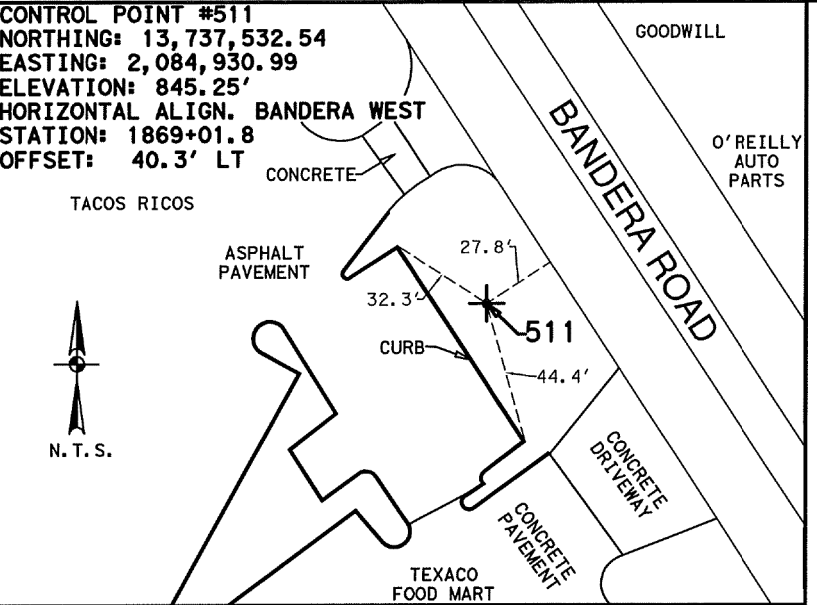 CONTROL POINT #511
NORTHING: 13,737,532.54
EASTING: 2,084,930.99
ELEVATION: 845.25'
HORIZONTAL ALIGN. BANDERA WEST
STATION: 1869+01.8
OFFSET: 40.3' LT
GOODWILL
BANDERA ROAD
O'REILLY
AUTO
PARTS
CONCRETE
TACOS RICOS
ASPHALT
PAVEMENT
27.8'
32.3'
511
CURB
44.4'
N.T.S.
CONCRETE
DRIVEWAY
CONCRETE
PAVEMENT
TEXACO
FOOD MART